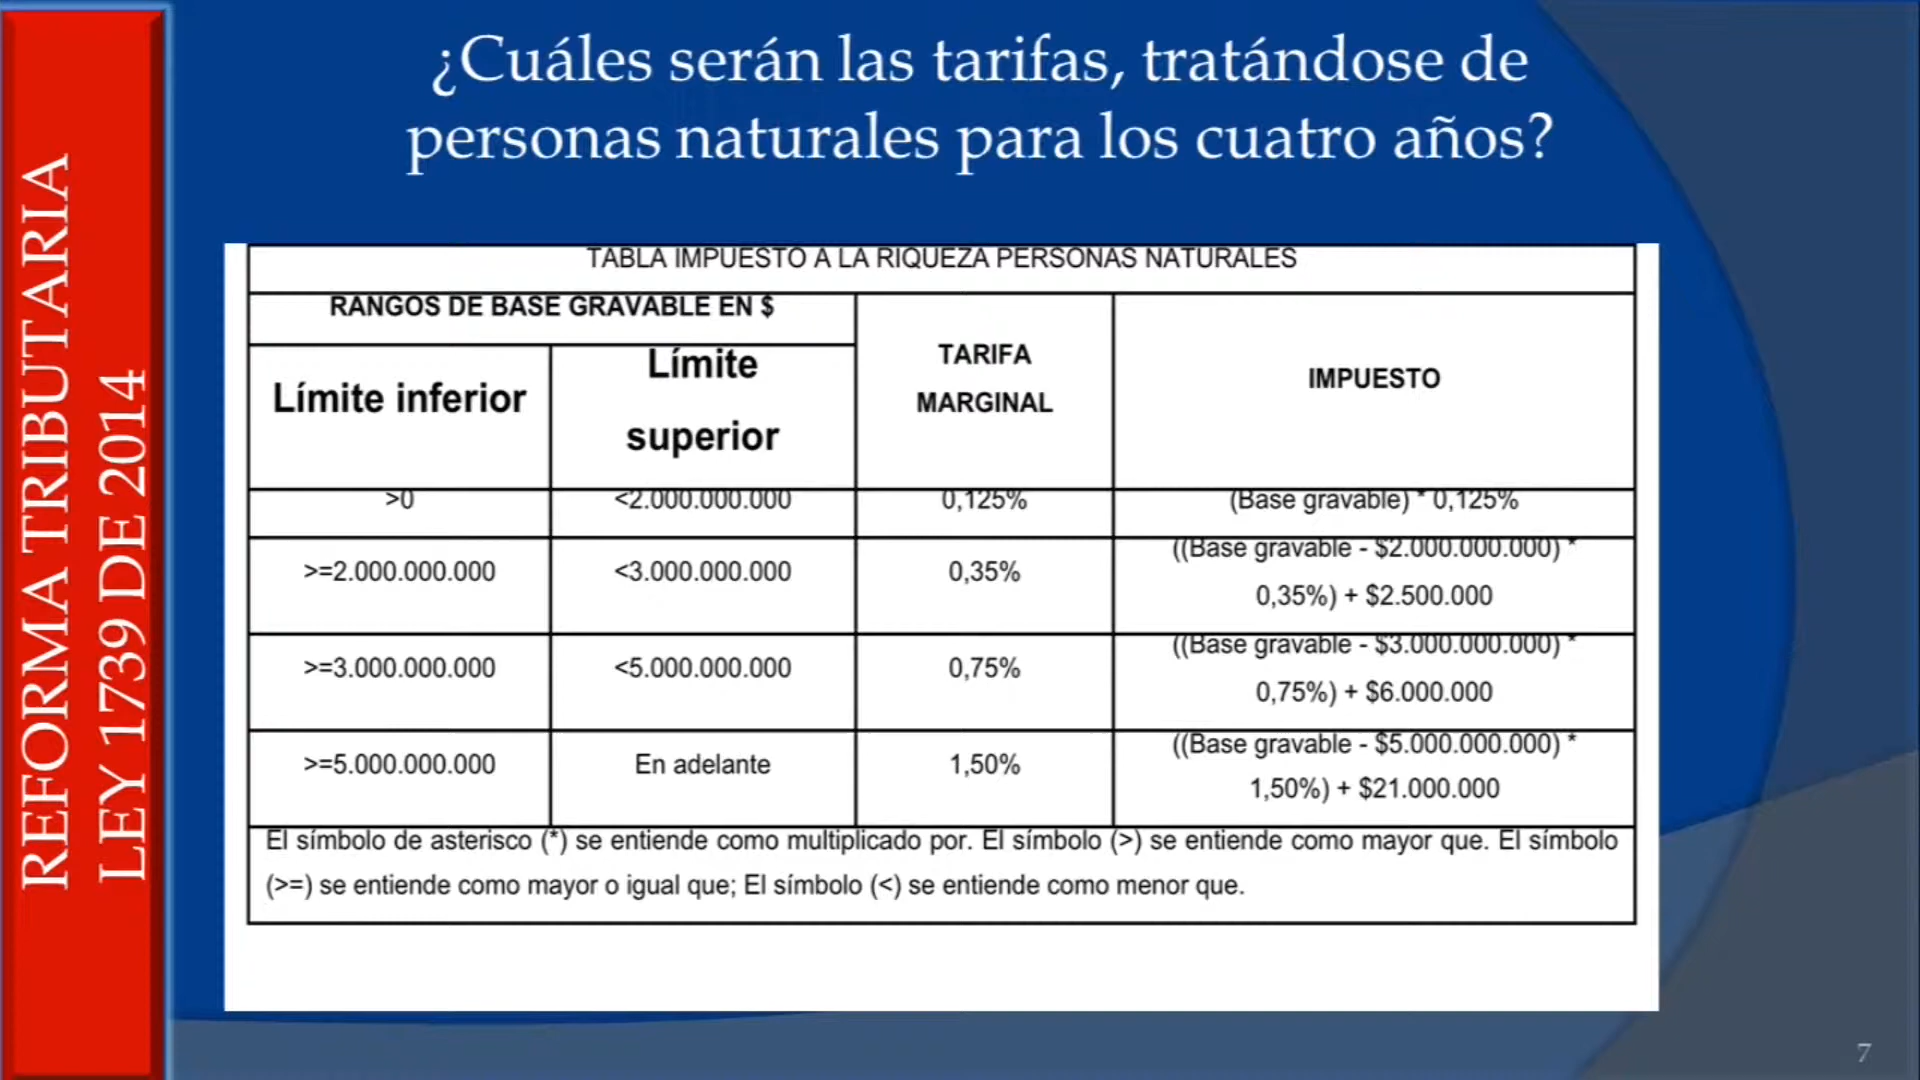 REFORMA TRIBUTARIA
LEY 1739 DE 2014
¿Cuáles serán las tarifas, tratándose de
personas naturales para los cuatro años?
TABLA IMPUESTO A LA RIQUEZA PERSONAS NATURALES
RANGOS DE BASE GRAVABLE EN $
TARIFA
MARGINAL
IMPUESTO
Límite inferior
Límite
superior
>0 <2.000.000.000 0,125% (Base gravable) * 0,125%
>=2.000.000.000 <3.000.000.000 0,35% ((Base gravable - $2.000.000.000) *
0,35%) + $2.500.000
>=3.000.000.000 <5.000.000.000 0,75% ((Base gravable - $3.000.000.000) *
0,75%) + $6.000.000
>=5.000.000.000 En adelante 1,50% ((Base gravable - $5.000.000.000) *
1,50%) + $21.000.000
El símbolo de asterisco (*) se entiende como multiplicado por. El símbolo (>) se entiende como mayor que. El símbolo
(>=) se entiende como mayor o igual que; El símbolo (<) se entiende como menor que.
7